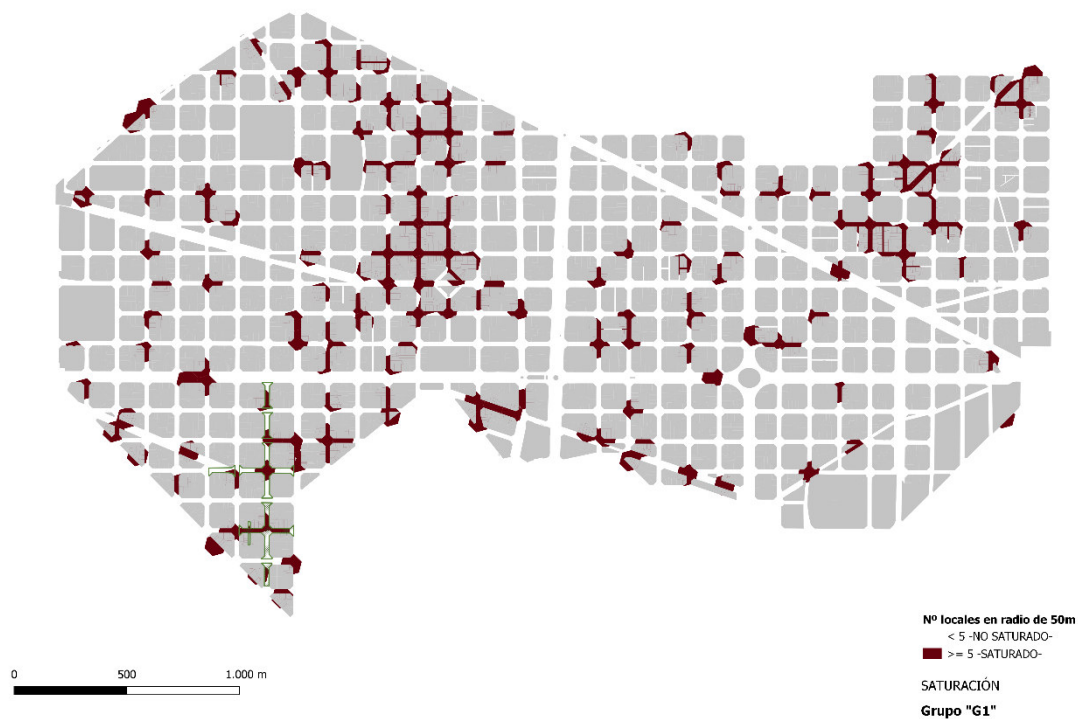 0 500 1.000 m
Nº locales en radio de 50m
< 5 -NO SATURADO-
>= 5 -SATURADO-
SATURACIÓN
Grupo "G1"